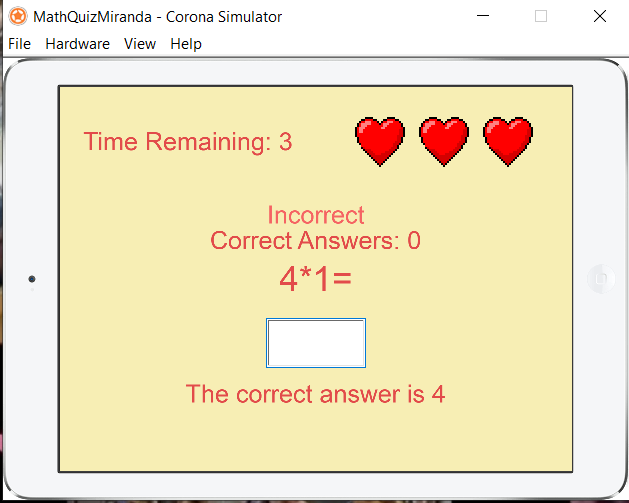 MathQuizMiranda - Corona Simulator
File Hardware View Help
Time Remaining: 3
Incorrect
Correct Answers: 0
4*1=
The correct answer is 4